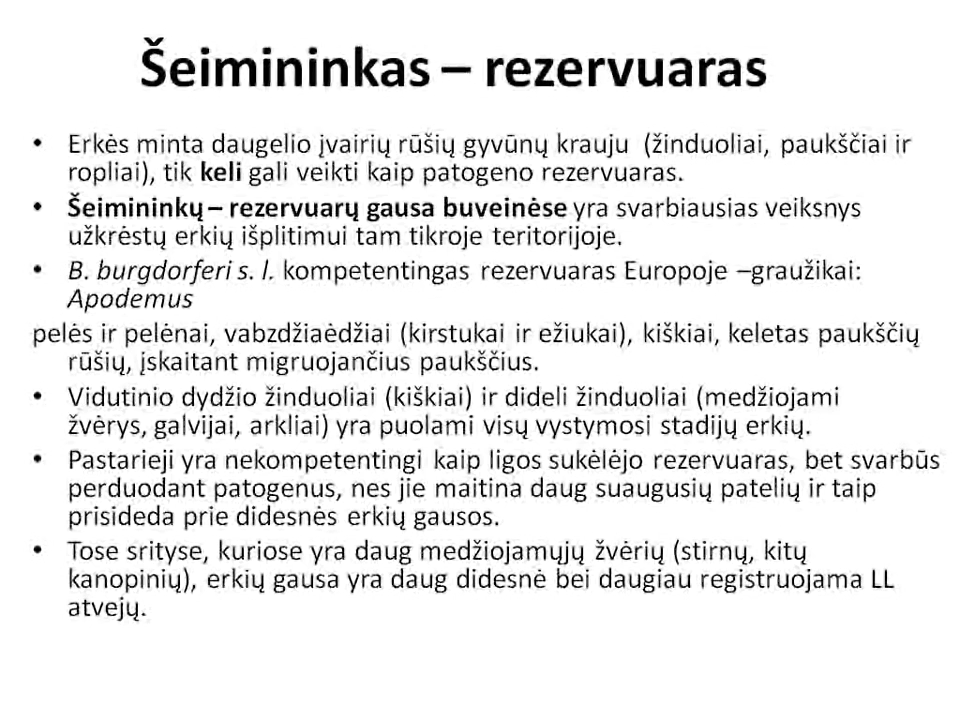 Šeimininkas – rezervuaras
• Erkės minta daugelio įvairių rūšių gyvūnų krauju (žinduoliai, paukščiai ir
ropliai), tik keli gali veikti kaip patogeno rezervuaras.
• Šeimininkų – rezervuarų gausa buveinėse yra svarbiausias veiksnys
užkrėstų erkių išplitimui tam tikroje teritorijoje.
• B. burgdorferi s. l. kompetentingas rezervuaras Europoje –graužikai:
Apodemus
pelės ir pelėnai, vabzdžiaėdžiai (kirstukai ir ežiukai), kiškiai, keletas paukščių
rūšių, įskaitant migruojančius paukščius.
• Vidutinio dydžio žinduoliai (kiškiai) ir dideli žinduoliai (medžiojami
žvėrys, galvijai, arkliai) yra puolami visų vystymosi stadijų erkių.
• Pastarieji yra nekompetentingi kaip ligos sukėlėjo rezervuaras, bet svarbūs
perduodant patogenus, nes jie maitina daug suaugusių patelių ir taip
prisideda prie didesnės erkių gausos.
• Tose srityse, kuriose yra daug medžiojamųjų žvėrių (stirnų, kitų
kanopinių), erkių gausa yra daug didesnė bei daugiau registruojama LL
atvejų.